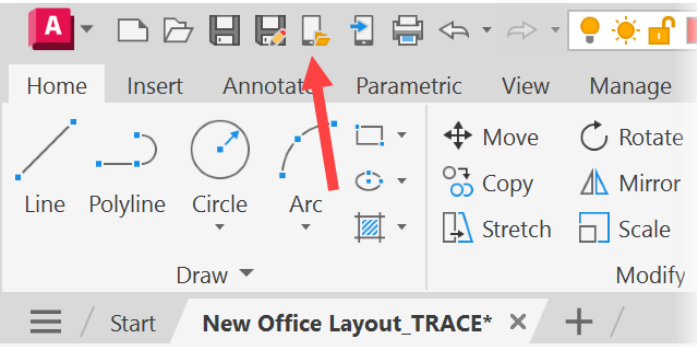 A
Home Insert Annotate Parametric View Manage
Line Polyline Circle Arc
Move Rotate
Copy Mirror
Stretch Scale
Draw Modify
Start New Office Layout_TRACE*